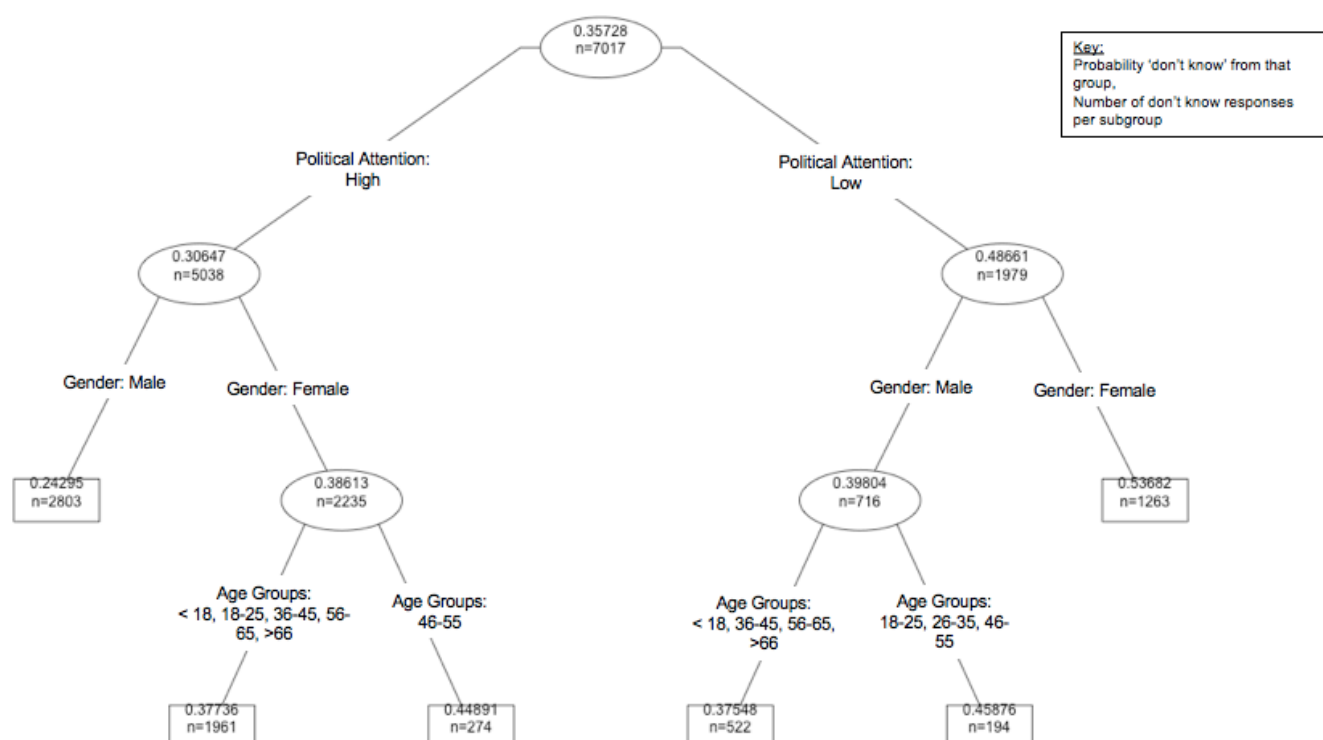 0.35728
n=7017
Key:
Probability ‘don’t know’ from that
group,
Number of don’t know responses
per subgroup
Political Attention:
High
Political Attention:
Low
0.30647
n=5038
0.48661
n=1979
Gender: Male
Gender: Female
Gender: Male
Gender: Female
0.24295
n=2803
0.38613
n=2235
0.39804
n=716
0.53682
n=1263
Age Groups:
< 18, 18-25, 36-45, 56-
65, >66
Age Groups:
46-55
Age Groups:
< 18, 36-45, 56-65,
>66
Age Groups:
18-25, 26-35, 46-
55
0.37736
n=1961
0.44891
n=274
0.37548
n=522
0.45876
n=194